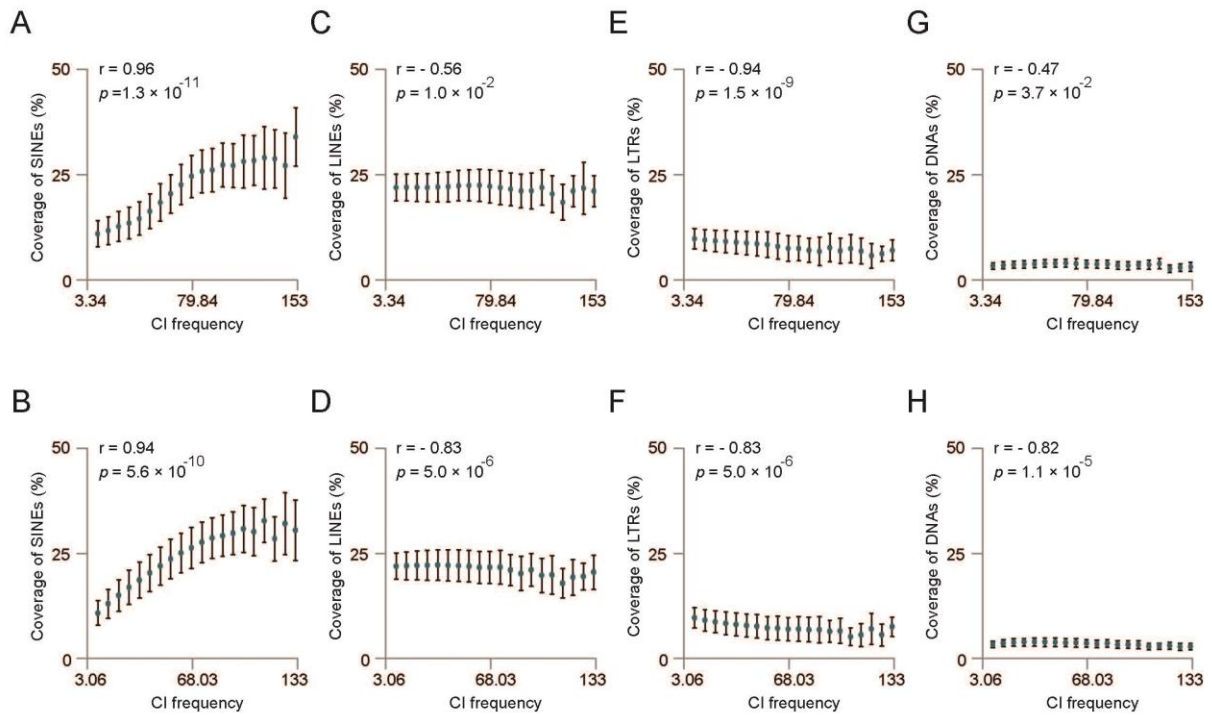 A
r = 0.96
p =1.3 × 10-11
50
25
0
Coverage of SINEs (%)
3.34
79.84
153
CI frequency
C
r = - 0.56
p = 1.0 × 10-2
50
25
0
Coverage of LINEs (%)
3.34
79.84
153
CI frequency
E
r = - 0.94
p = 1.5 × 10-9
50
25
0
Coverage of LTRs (%)
3.34
79.84
153
CI frequency
G
r = - 0.47
p = 3.7 × 10-2
50
25
0
Coverage of DNAs (%)
3.34
79.84
153
CI frequency
B
r = 0.94
p = 5.6 × 10-10
50
25
0
Coverage of SINEs (%)
3.06
68.03
133
CI frequency
D
r = - 0.83
p = 5.0 × 10-6
50
25
0
Coverage of LINEs (%)
3.06
68.03
133
CI frequency
F
r = - 0.83
p = 5.0 × 10-6
50
25
0
Coverage of LTRs (%)
3.06
68.03
133
CI frequency
H
r = - 0.82
p = 1.1 × 10-5
50
25
0
Coverage of DNAs (%)
3.06
68.03
133
CI frequency